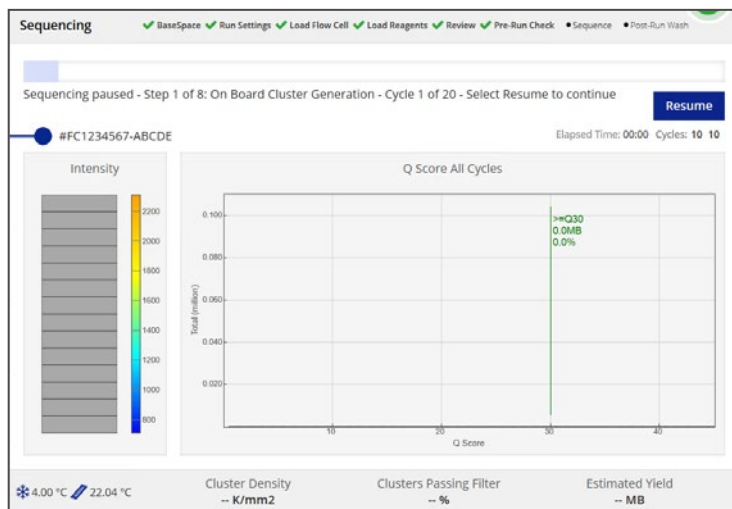 Sequencing
BaseSpace Run Settings Load Flow Cell Load Reagents Review Pre-Run Check Sequence Post-Run Wash
Sequencing paused - Step 1 of 8: On Board Cluster Generation - Cycle 1 of 20 - Select Resume to continue
Resume
#FC1234567-ABCDE
Elapsed Time: 00:00 Cycles: 10 10
Intensity
2200
2000
1800
1600
1400
1200
1000
800
Q Score All Cycles
Total (million)
0.100
0.080
0.060
0.040
0.020
>=Q30
0.0MB
0.0%
10 20 30 40
Q Score
4.00 °C 22.04 °C
Cluster Density
-- K/mm2
Clusters Passing Filter
-- %
Estimated Yield
-- MB